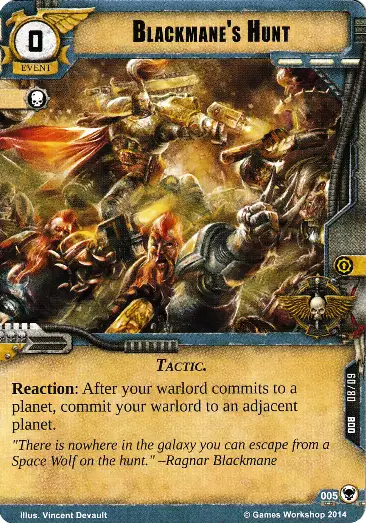 0
EVENT
BLACKMANE'S HUNT
TACTIC.
Reaction: After your warlord commits to a
planet, commit your warlord to an adjacent
planet.
"There is nowhere in the galaxy you can escape from a
Space Wolf on the hunt." –Ragnar Blackmane
005
illus. Vincent Devault
© Games Workshop 2014